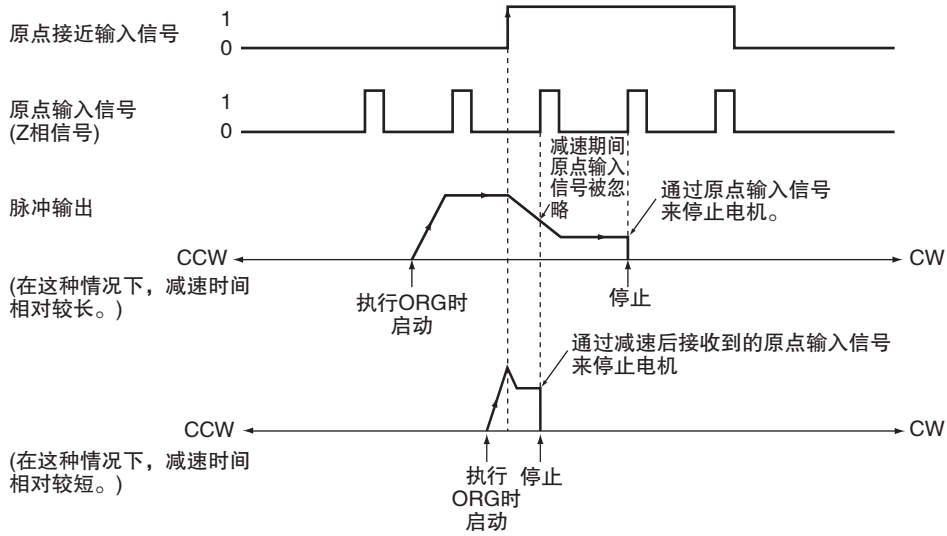 原点接近输入信号
1
0
原点输入信号
(Z相信号)
1
0
减速期间
原点输入
信号被忽
略
脉冲输出
通过原点输入信号
来停止电机。
CCW
CW
(在这种情况下，减速时间
相对较长。)
执行ORG时
启动
停止
通过减速后接收到的原点输入信号
来停止电机
CCW
CW
(在这种情况下，减速时间
相对较短。)
执行
ORG时
启动
停止